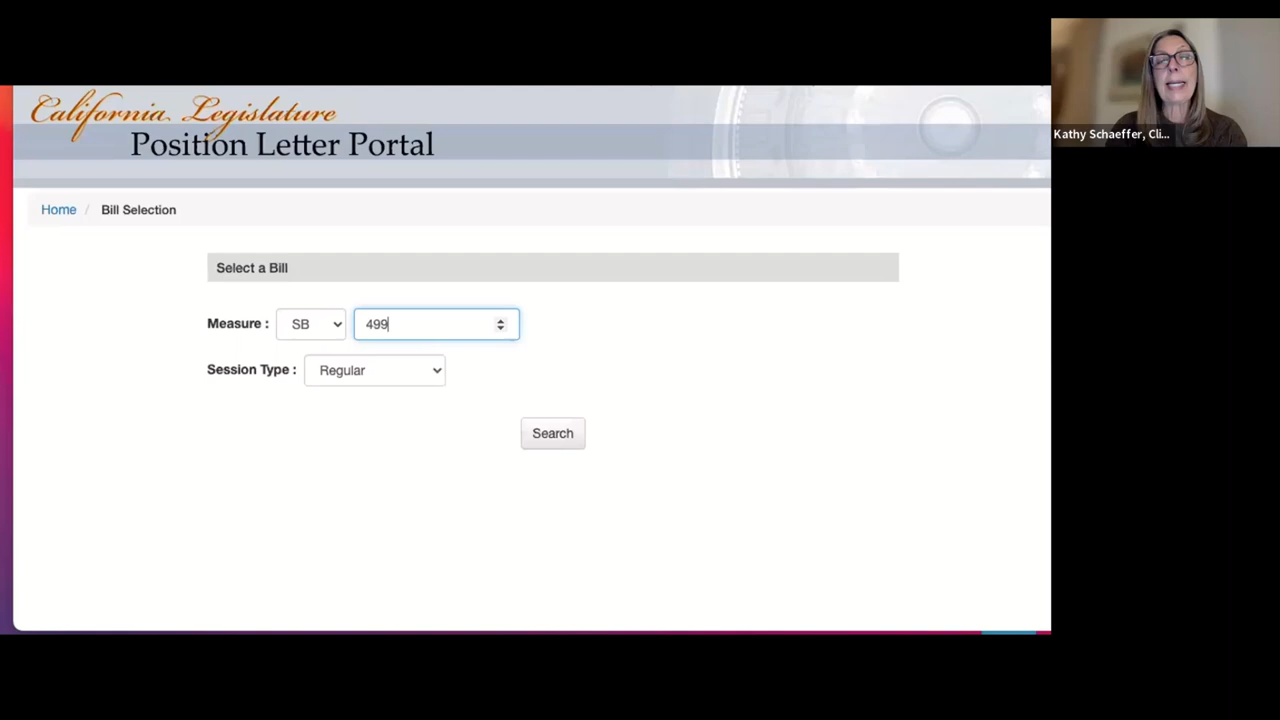 California Legislature
Position Letter Portal
Kathy Schaeffer, Cli...
Home / Bill Selection
Select a Bill
Measure : SB 499
Session Type : Regular
Search